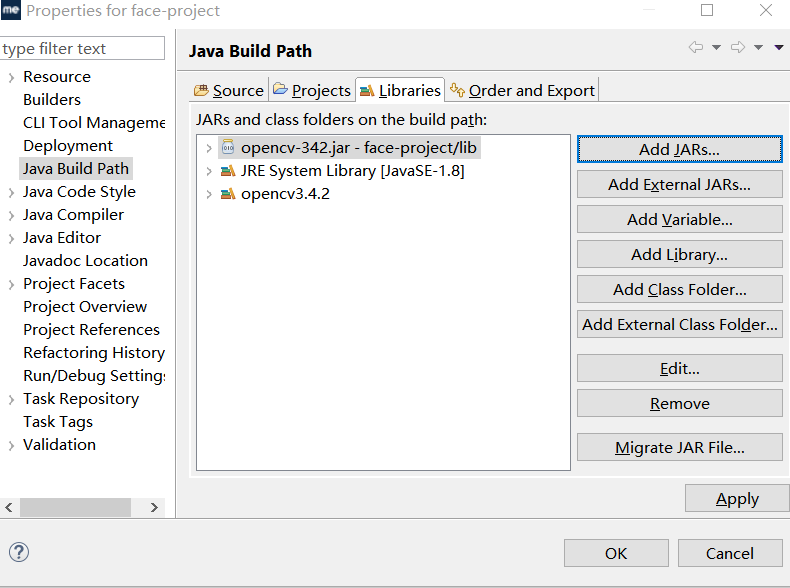 me Properties for face-project
type filter text
Resource
Builders
CLI Tool Manageme
Deployment
Java Build Path
Java Code Style
Java Compiler
Java Editor
Javadoc Location
Project Facets
Project Overview
Project References
Refactoring History
Run/Debug Settings
Task Repository
Task Tags
Validation
Java Build Path
Source Projects Libraries Order and Export
JARs and class folders on the build path:
opencv-342.jar - face-project/lib
JRE System Library [JavaSE-1.8]
opencv3.4.2
Add JARs...
Add External JARs...
Add Variable...
Add Library...
Add Class Folder...
Add External Class Folder...
Edit...
Remove
Migrate JAR File...
Apply
?
OK Cancel